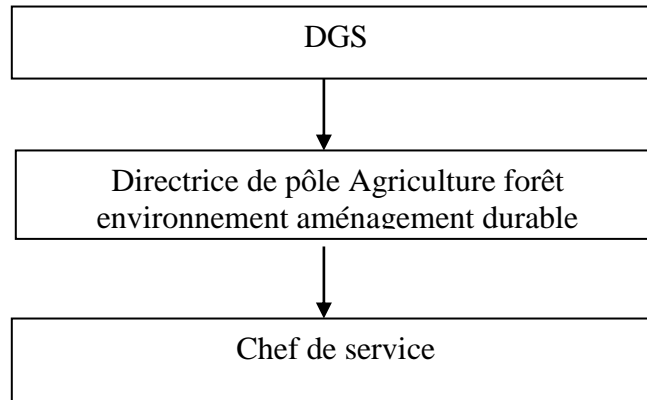 DGS
Directrice de pôle Agriculture forêt
environnement aménagement durable
Chef de service